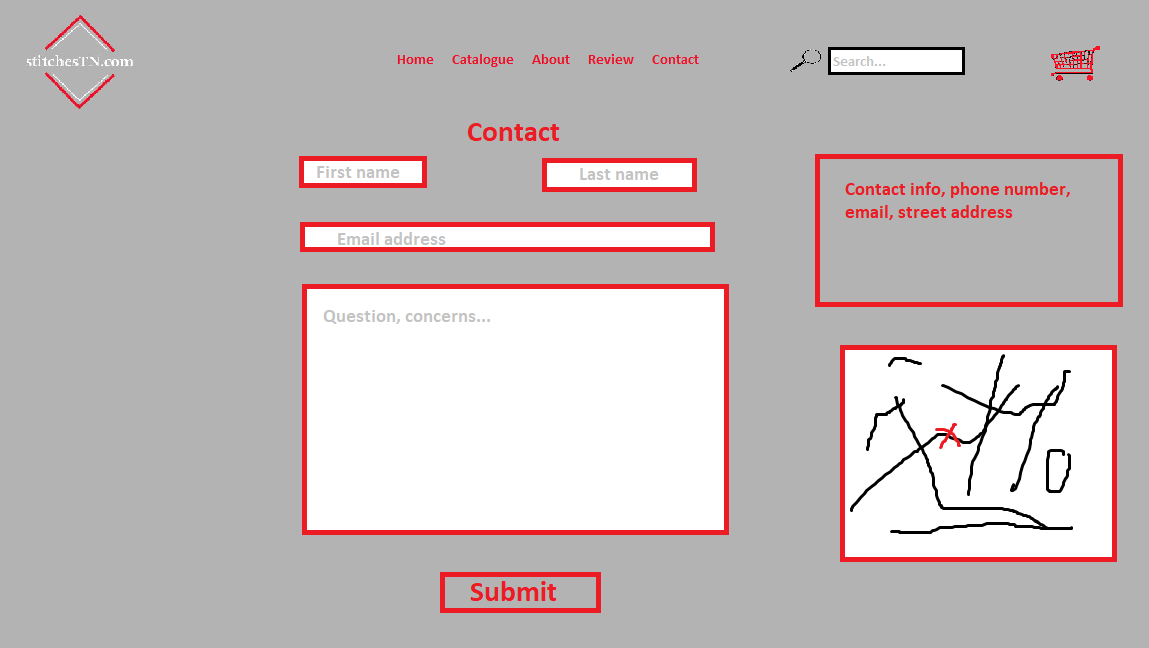 stitchesTN.com
Home Catalogue About Review Contact
Search...
Contact
First name
Last name
Email address
Question, concerns...
Submit
Contact info, phone number,
email, street address